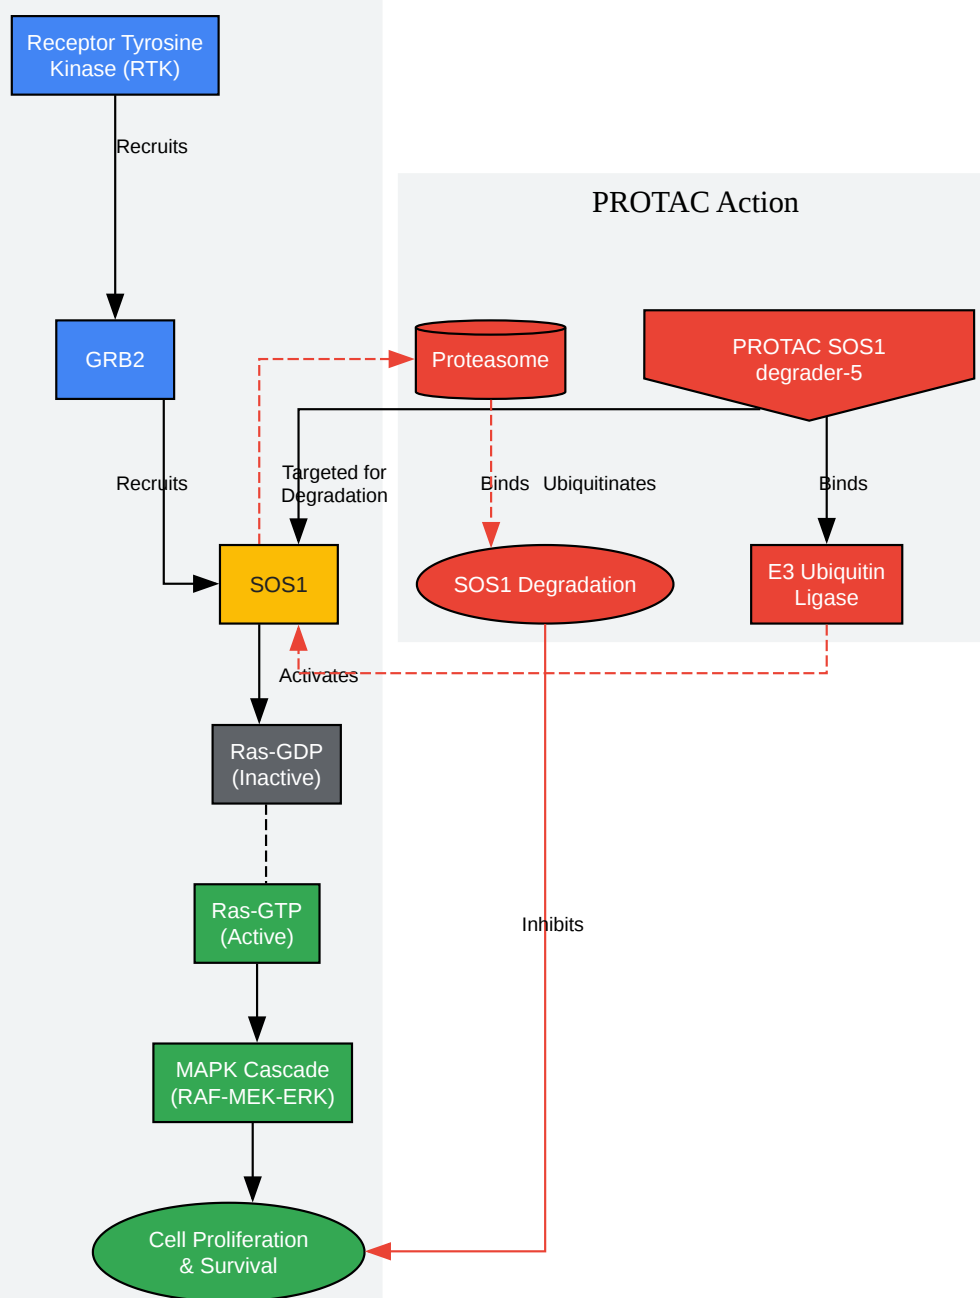 Receptor Tyrosine
Kinase (RTK)
Recruits
PROTAC Action
GRB2
Proteasome
PROTAC SOS1
degrader-5
Recruits
Targeted for
Degradation
Binds
Ubiquitinates
Binds
SOS1
SOS1 Degradation
E3 Ubiquitin
Ligase
Activates
Ras-GDP
(Inactive)
Ras-GTP
(Active)
Inhibits
MAPK Cascade
(RAF-MEK-ERK)
Cell Proliferation
& Survival